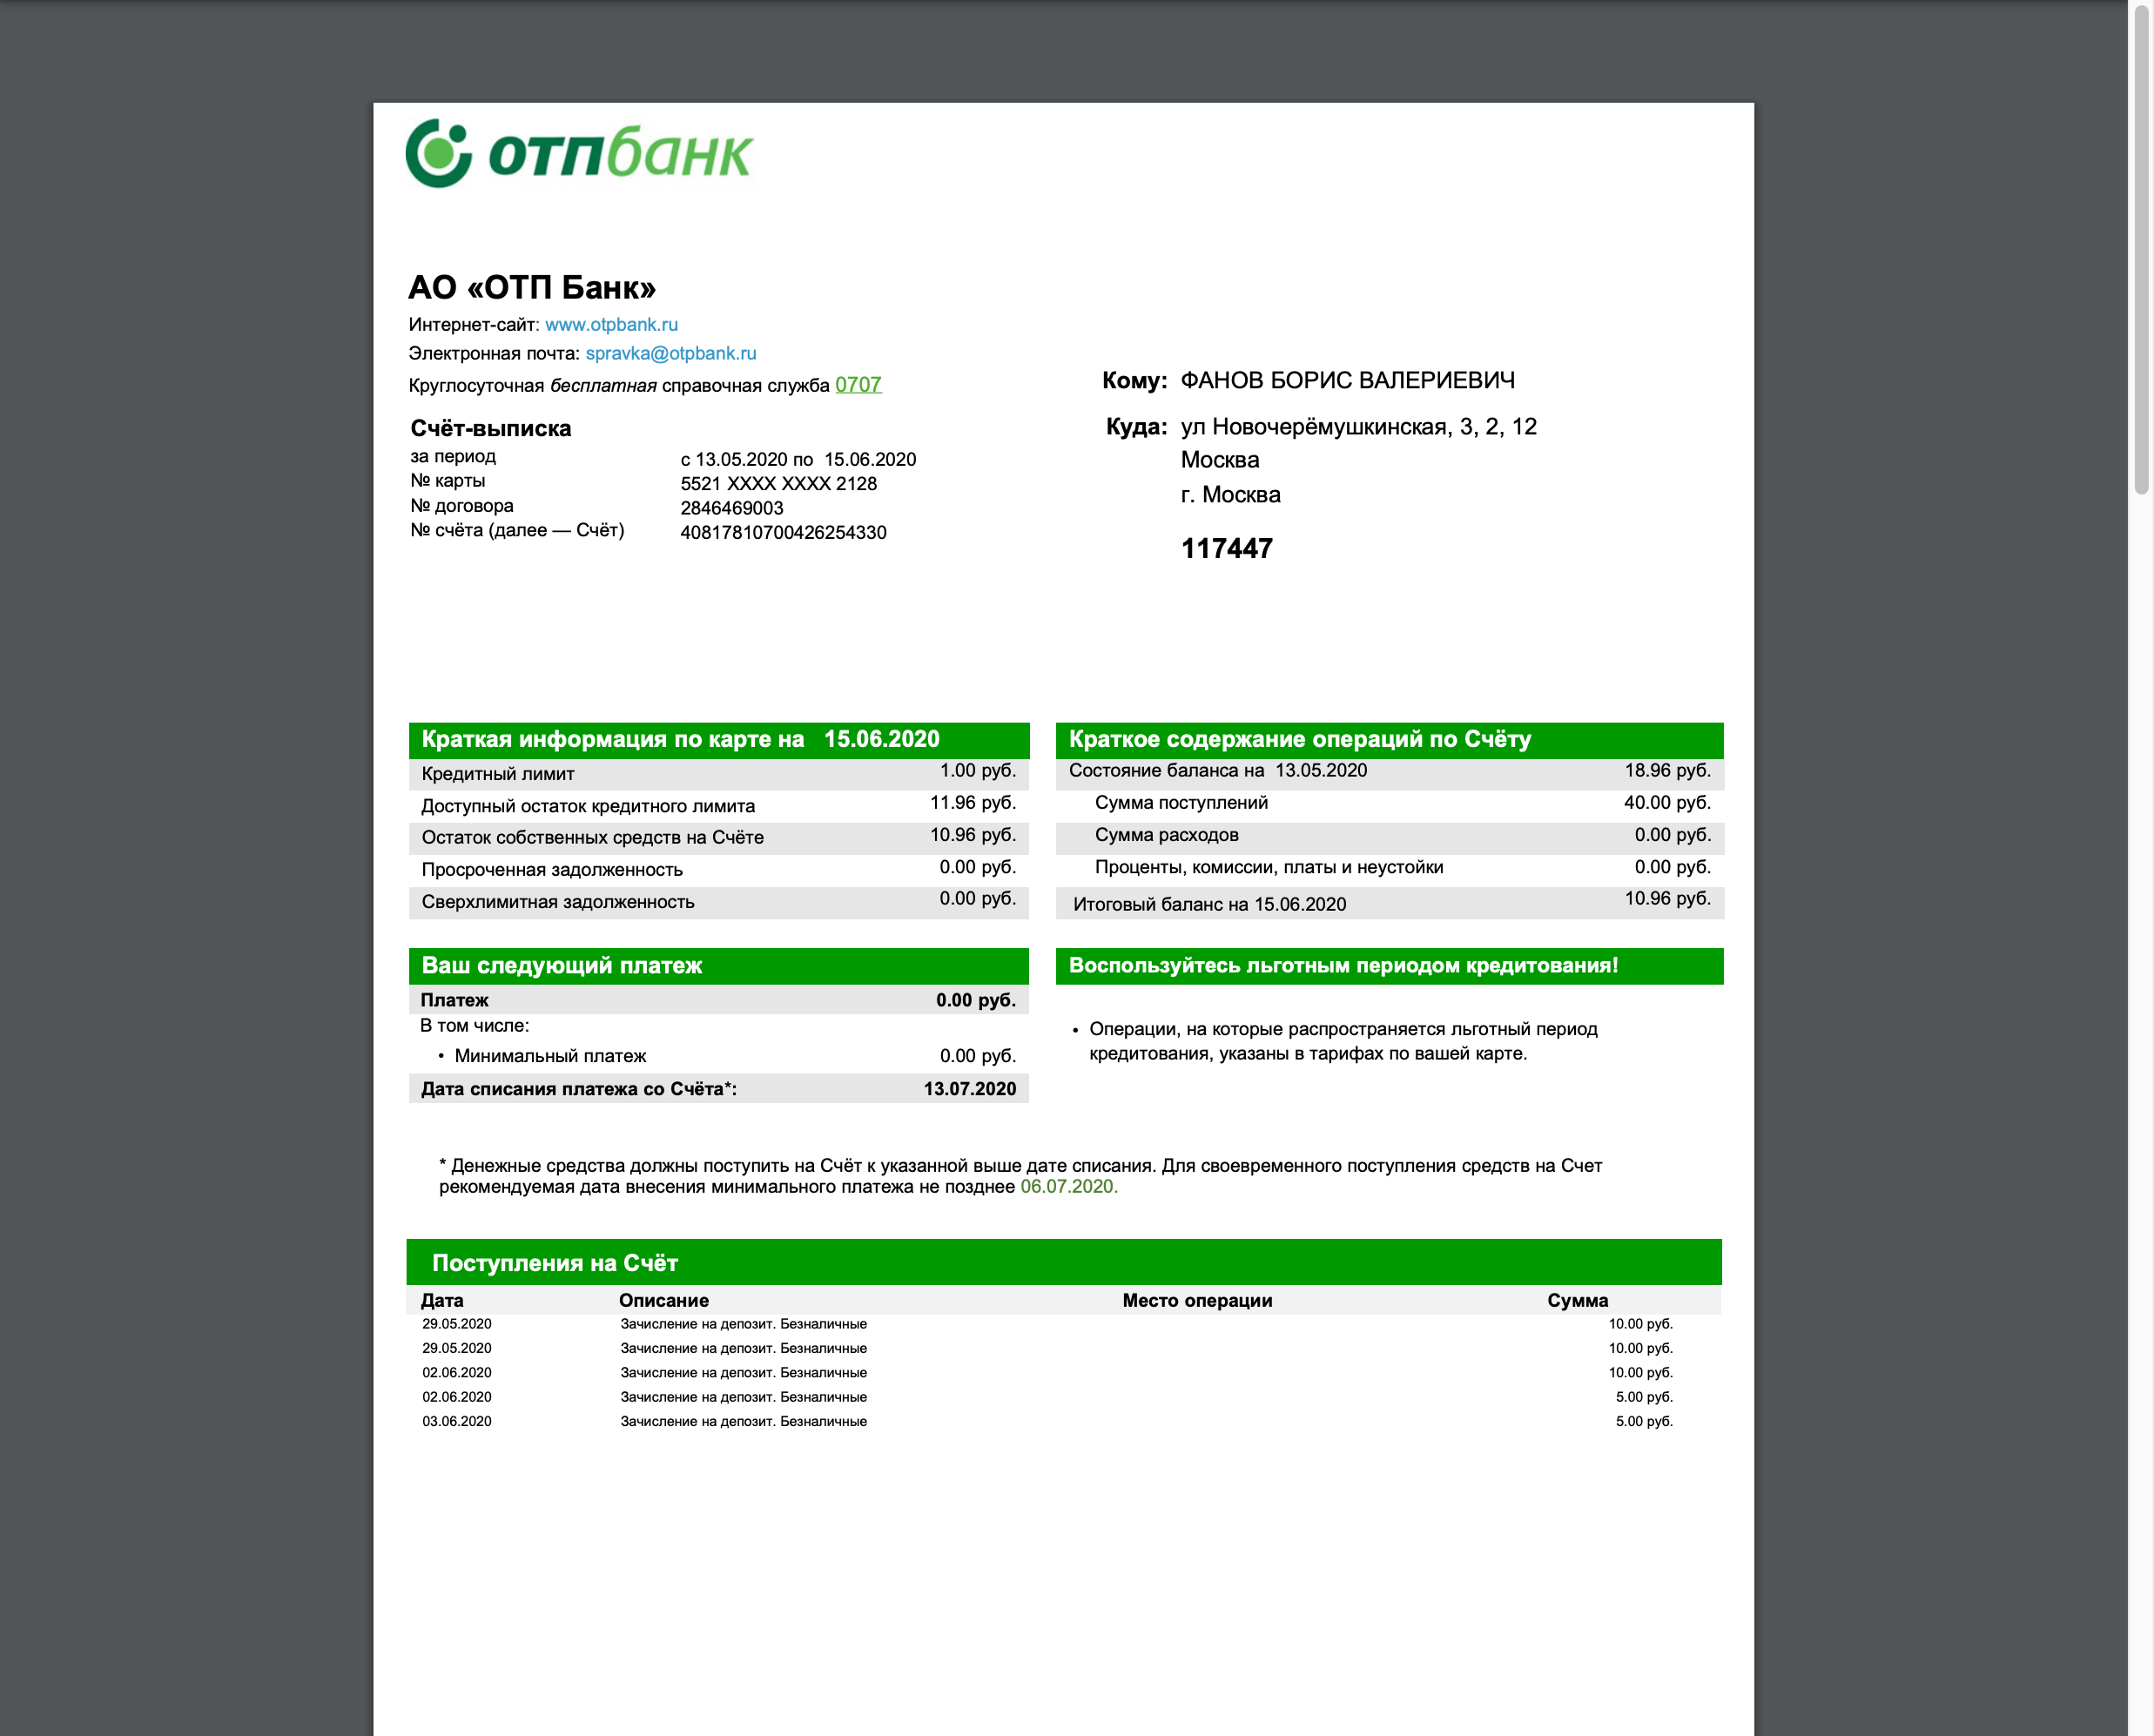 отпбанк
АО «ОТП Банк»
Интернет-сайт: www.otpbank.ru
Электронная почта: spravka@otpbank.ru
Круглосуточная бесплатная справочная служба 0707
Кому: ФАНОВ БОРИС ВАЛЕРИЕВИЧ
Куда: ул Новочерёмушкинская, 3, 2, 12
Москва
г. Москва
117447
Счёт-выписка
за период с 13.05.2020 по 15.06.2020
№ карты 5521 XXXX XXXX 2128
№ договора 2846469003
№ счёта (далее — Счёт) 40817810700426254330
Краткая информация по карте на 15.06.2020
Кредитный лимит 1.00 руб.
Доступный остаток кредитного лимита 11.96 руб.
Остаток собственных средств на Счёте 10.96 руб.
Просроченная задолженность 0.00 руб.
Сверхлимитная задолженность 0.00 руб.
Краткое содержание операций по Счёту
Состояние баланса на 13.05.2020 18.96 руб.
Сумма поступлений 40.00 руб.
Сумма расходов 0.00 руб.
Проценты, комиссии, платы и неустойки 0.00 руб.
Итоговый баланс на 15.06.2020 10.96 руб.
Ваш следующий платеж
Платеж 0.00 руб.
В том числе:
• Минимальный платеж 0.00 руб.
Дата списания платежа со Счёта*: 13.07.2020
Воспользуйтесь льготным периодом кредитования!
• Операции, на которые распространяется льготный период
кредитования, указаны в тарифах по вашей карте.
* Денежные средства должны поступить на Счёт к указанной выше дате списания. Для своевременного поступления средств на Счет
рекомендуемая дата внесения минимального платежа не позднее 06.07.2020.
Поступления на Счёт
Дата Описание Место операции Сумма
29.05.2020 Зачисление на депозит. Безналичные 10.00 руб.
29.05.2020 Зачисление на депозит. Безналичные 10.00 руб.
02.06.2020 Зачисление на депозит. Безналичные 10.00 руб.
02.06.2020 Зачисление на депозит. Безналичные 5.00 руб.
03.06.2020 Зачисление на депозит. Безналичные 5.00 руб.